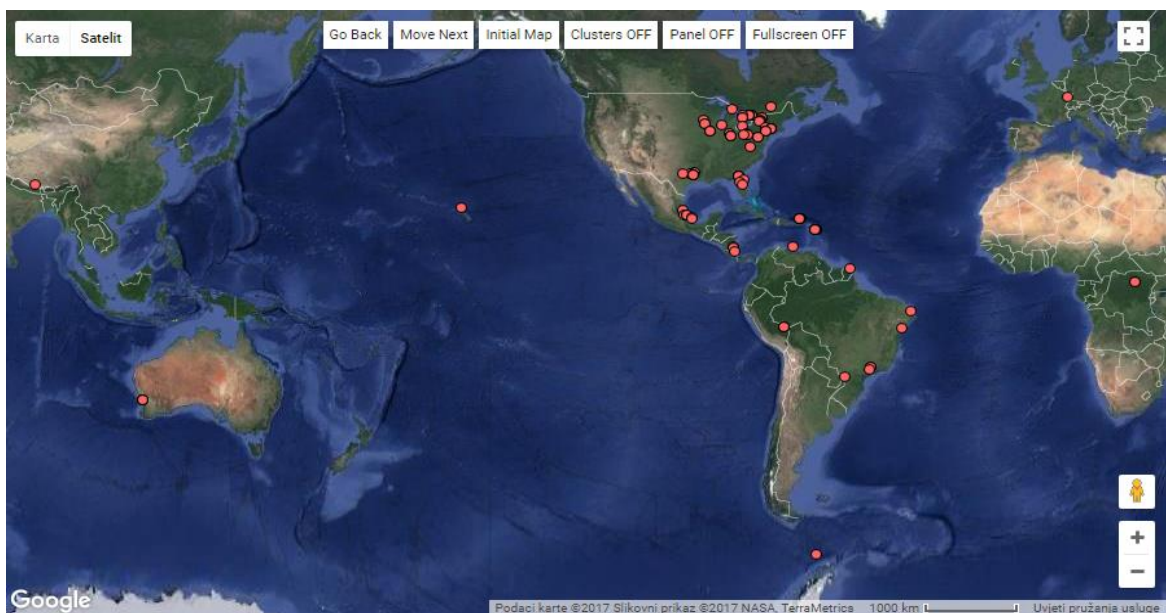 Karta Satelit Go Back Move Next Initial Map Clusters OFF Panel OFF Fullscreen OFF
+
−
Google Podaci karte ©2017 Slikovni prikaz ©2017 NASA, TerraMetrics 1000 km Uvjeti pružanja usluge